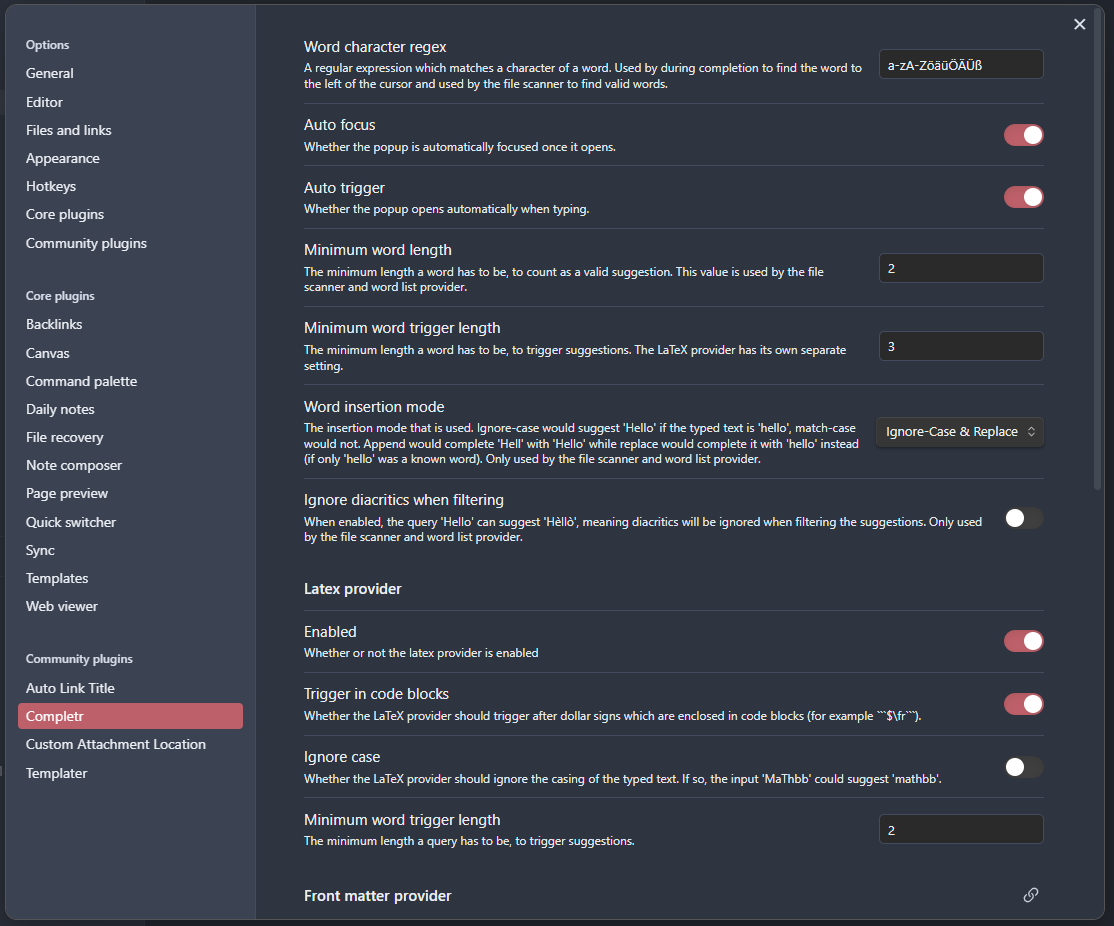 Options
General
Editor
Files and links
Appearance
Hotkeys
Core plugins
Community plugins
Core plugins
Backlinks
Canvas
Command palette
Daily notes
File recovery
Note composer
Page preview
Quick switcher
Sync
Templates
Web viewer
Community plugins
Auto Link Title
Completr
Custom Attachment Location
Templater
Word character regex
A regular expression which matches a character of a word. Used by during completion to find the word to
the left of the cursor and used by the file scanner to find valid words.
a-zA-ZöäüÖÄÜß
Auto focus
Whether the popup is automatically focused once it opens.
Auto trigger
Whether the popup opens automatically when typing.
Minimum word length
The minimum length a word has to be, to count as a valid suggestion. This value is used by the file
scanner and word list provider.
2
Minimum word trigger length
The minimum length a word has to be, to trigger suggestions. The LaTeX provider has its own separate
setting.
3
Word insertion mode
The insertion mode that is used. Ignore-case would suggest 'Hello' if the typed text is 'hello', match-case
would not. Append would complete 'Hell' with 'Hello' while replace would complete it with 'hello' instead
(if only 'hello' was a known word). Only used by the file scanner and word list provider.
Ignore-Case & Replace
Ignore diacritics when filtering
When enabled, the query 'Hello' can suggest 'Hèllò', meaning diacritics will be ignored when filtering the suggestions. Only used
by the file scanner and word list provider.
Latex provider
Enabled
Whether or not the latex provider is enabled
Trigger in code blocks
Whether the LaTeX provider should trigger after dollar signs which are enclosed in code blocks (for example ```$\fr```).
Ignore case
Whether the LaTeX provider should ignore the casing of the typed text. If so, the input 'MaThbb' could suggest 'mathbb'.
Minimum word trigger length
The minimum length a query has to be, to trigger suggestions.
2
Front matter provider